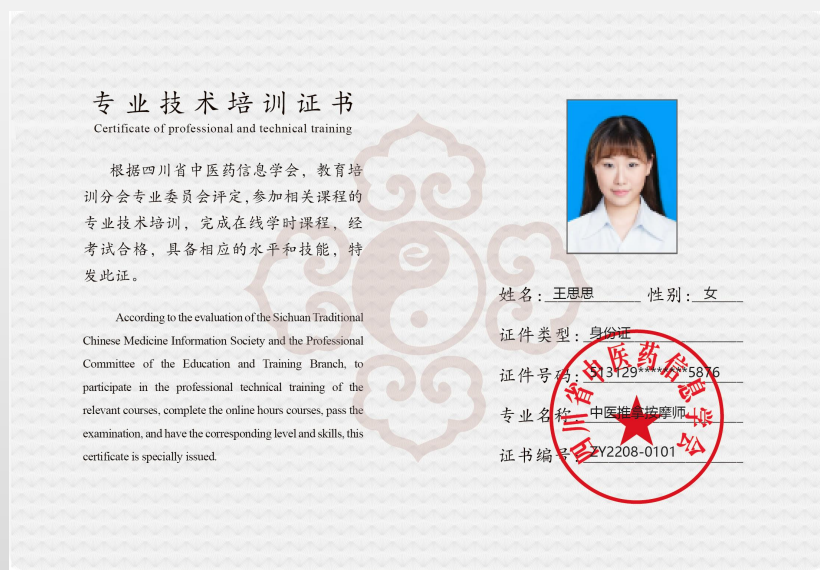 专业技术培训证书
Certificate of professional and technical training
根据四川省中医药信息学会，教育培
训分会专业委员会评定，参加相关课程的
专业技术培训，完成在线学时课程，经
考试合格，具备相应的水平和技能，特
发此证。
According to the evaluation of the Sichuan Traditional
Chinese Medicine Information Society and the Professional
Committee of the Education and Training Branch, to
participate in the professional technical training of the
relevant courses, complete the online hours courses, pass the
examination, and have the corresponding level and skills, this
certificate is specially issued.
姓名：王思思 性别：女
证件类型：身份证
证件号码：513129********5876
专业名称 中医推拿按摩师
证书编号：ZY2208-0101
四川省中医药信息学会